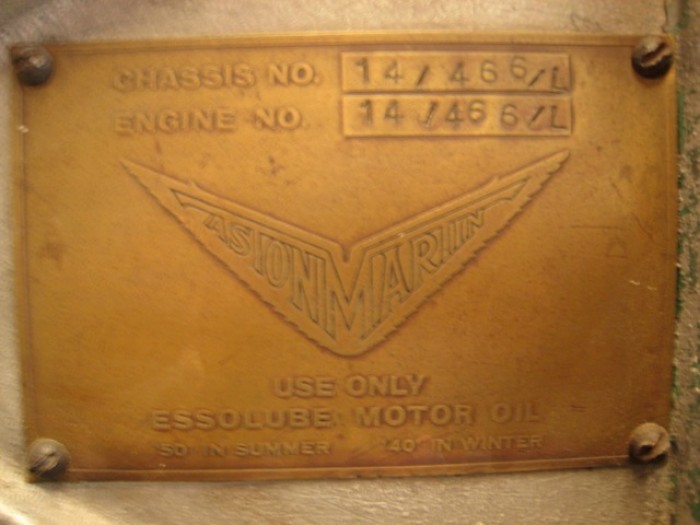 CHASSIS NO. 14/466/L
ENGINE NO. 14/466/L
ASTON MARTIN
USE ONLY
ESSOLUBE MOTOR OIL
'50' IN SUMMER '40' IN WINTER